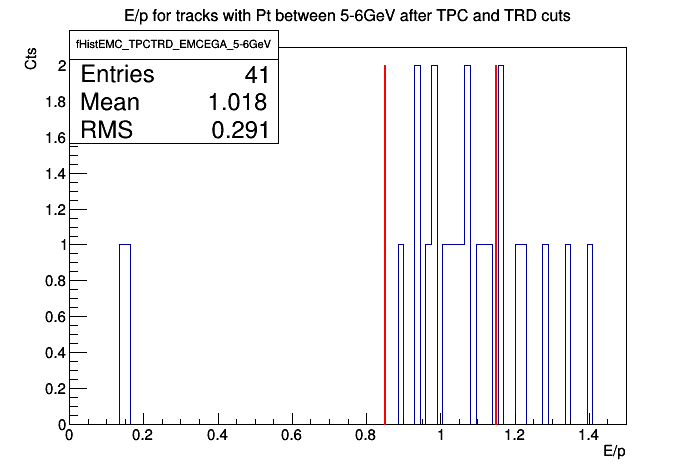 E/p for tracks with Pt between 5-6GeV after TPC and TRD cuts
fHistEMC_TPCTRD_EMCEGA_5-6GeV
Entries 41
Mean 1.018
RMS 0.291
Cts
2
1.8
1.6
1.4
1.2
1
0.8
0.6
0.4
0.2
0
0 0.2 0.4 0.6 0.8 1 1.2 1.4
E/p